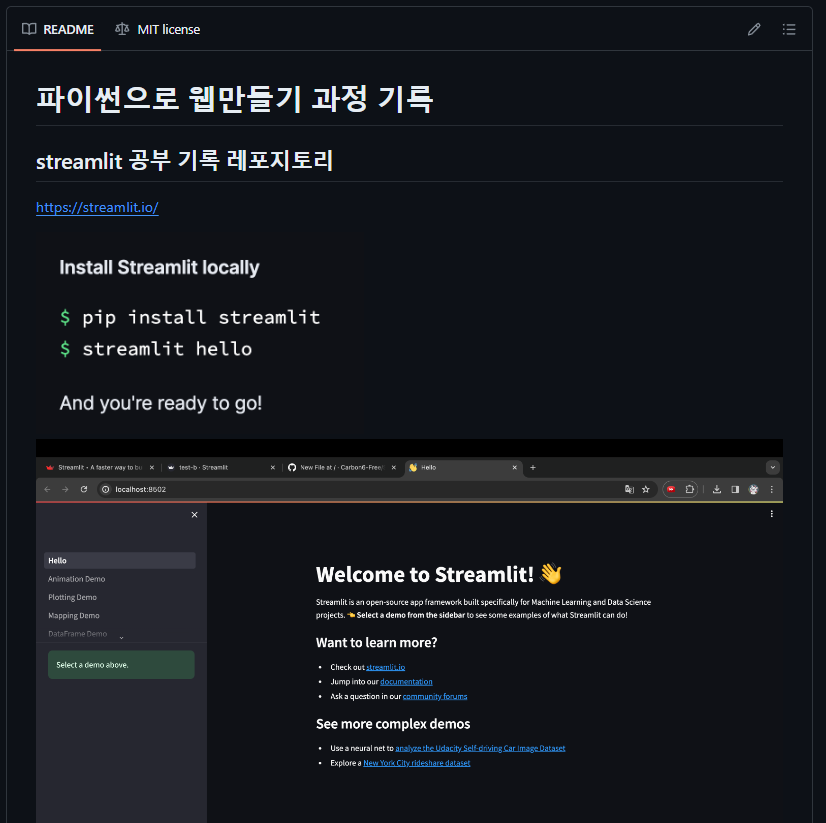 README
MIT license
파이썬으로 웹만들기 과정 기륵
streamlit 공부 기록 레포지토리
https://streamlit.io/
Install Streamlit locally
$ pip install streamlit
$ streamlit hello
And you're ready to go!
Streamlit • A faster way to bu
test-b · Streamlit
New File at / · Carbon6-Free/
Hello
localhost:8502
Hello
Animation Demo
Plotting Demo
Mapping Demo
DataFrame Demo
Select a demo above.
Welcome to Streamlit! 👋
Streamlit is an open-source app framework built specifically for Machine Learning and Data Science
projects. 👈 Select a demo from the sidebar to see some examples of what Streamlit can do!
Want to learn more?
• Check out streamlit.io
• Jump into our documentation
• Ask a question in our community forums
See more complex demos
• Use a neural net to analyze the Udacity Self-driving Car Image Dataset
• Explore a New York City rideshare dataset